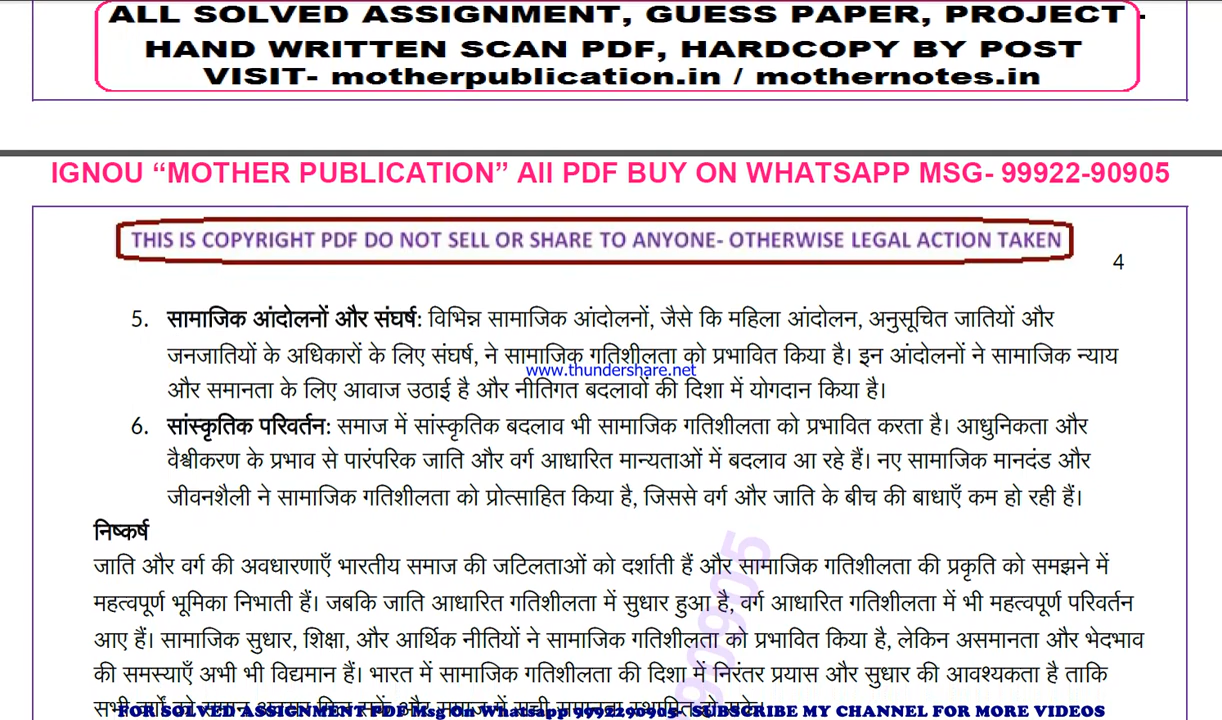 ALL SOLVED ASSIGNMENT, GUESS PAPER, PROJECT -
HAND WRITTEN SCAN PDF, HARDCOPY BY POST
VISIT- motherpublication.in / mothernotes.in
IGNOU “MOTHER PUBLICATION” All PDF BUY ON WHATSAPP MSG- 99922-90905
THIS IS COPYRIGHT PDF DO NOT SELL OR SHARE TO ANYONE- OTHERWISE LEGAL ACTION TAKEN
4
5. सामाजिक आंदोलनों और संघर्ष: विभिन्न सामाजिक आंदोलनों, जैसे कि महिला आंदोलन, अनुसूचित जातियों और
जनजातियों के अधिकारों के लिए संघर्ष, ने सामाजिक गतिशीलता को प्रभावित किया है। इन आंदोलनों ने सामाजिक न्याय
www.thundershare.net
और समानता के लिए आवाज उठाई है और नीतिगत बदलावों की दिशा में योगदान किया है।
6. सांस्कृतिक परिवर्तन: समाज में सांस्कृतिक बदलाव भी सामाजिक गतिशीलता को प्रभावित करता है। आधुनिकता और
वैश्वीकरण के प्रभाव से पारंपरिक जाति और वर्ग आधारित मान्यताओं में बदलाव आ रहे हैं। नए सामाजिक मानदंड और
जीवनशैली ने सामाजिक गतिशीलता को प्रोत्साहित किया है, जिससे वर्ग और जाति के बीच की बाधाएँ कम हो रही हैं।
निष्कर्ष
जाति और वर्ग की अवधारणाएँ भारतीय समाज की जटिलताओं को दर्शाती हैं और सामाजिक गतिशीलता की प्रकृति को समझने में
महत्वपूर्ण भूमिका निभाती हैं। जबकि जाति आधारित गतिशीलता में सुधार हुआ है, वर्ग आधारित गतिशीलता में भी महत्वपूर्ण परिवर्तन
आए हैं। सामाजिक सुधार, शिक्षा, और आर्थिक नीतियों ने सामाजिक गतिशीलता को प्रभावित किया है, लेकिन असमानता और भेदभाव
की समस्याएँ अभी भी विद्यमान हैं। भारत में सामाजिक गतिशीलता की दिशा में निरंतर प्रयास और सुधार की आवश्यकता है ताकि
90905
FOR SOLVED ASSIGNMENT PDF Msg On Whatsapp 9992290905- SUBSCRIBE MY CHANNEL FOR MORE VIDEOS